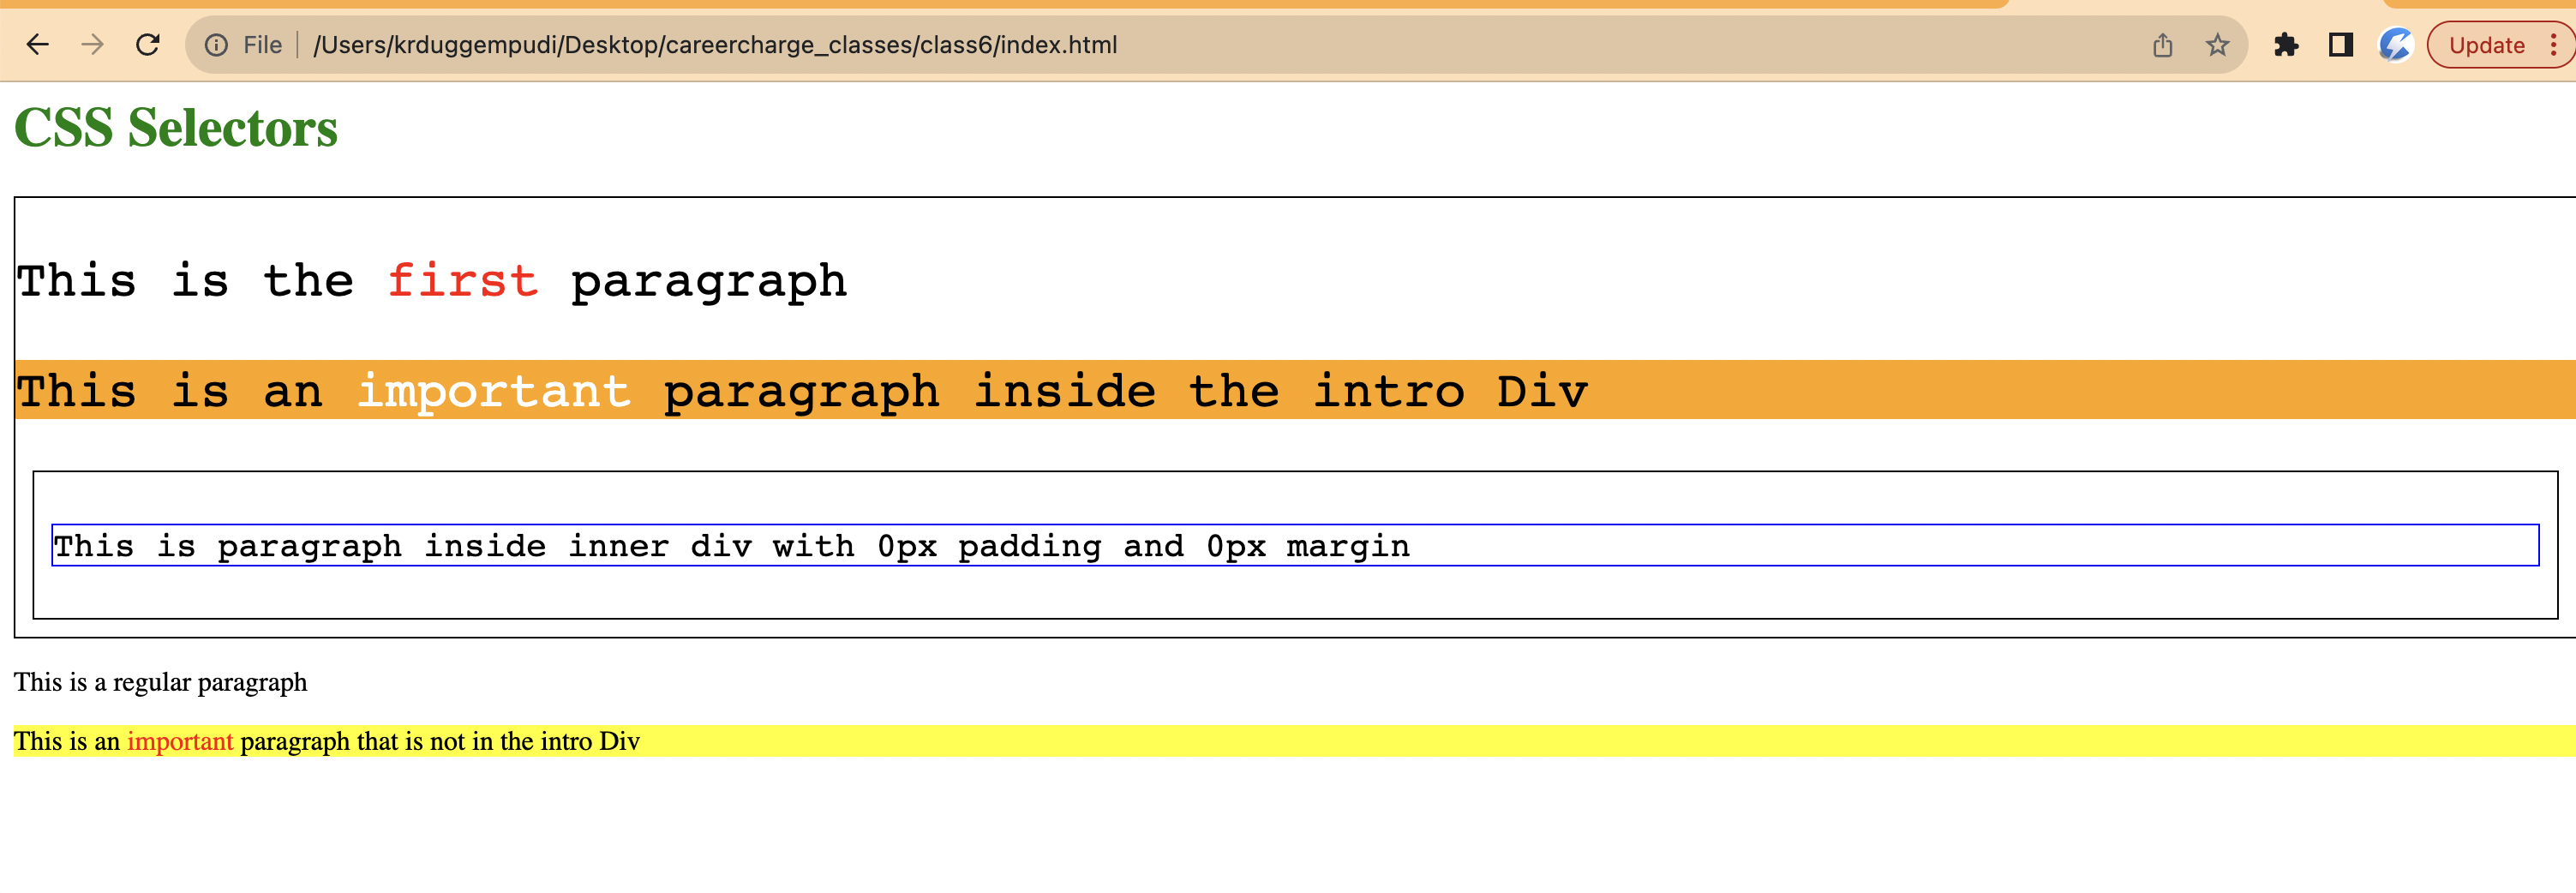 File
/Users/krduggempudi/Desktop/careercharge_classes/class6/index.html
Update
CSS Selectors
This is the first paragraph
This is an important paragraph inside the intro Div
This is paragraph inside inner div with 0px padding and 0px margin
This is a regular paragraph
This is an important paragraph that is not in the intro Div